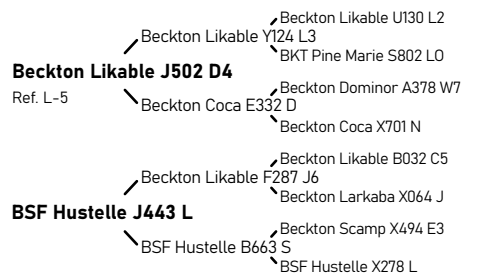 Beckton Likable U130 L2
Beckton Likable Y124 L3
BKT Pine Marie S802 LO
Beckton Likable J502 D4
Ref. L-5
Beckton Dominor A378 W7
Beckton Coca E332 D
Beckton Coca X701 N
Beckton Likable B032 C5
Beckton Likable F287 J6
Beckton Larkaba X064 J
BSF Hustelle J443 L
Beckton Scamp X494 E3
BSF Hustelle B663 S
BSF Hustelle X278 L